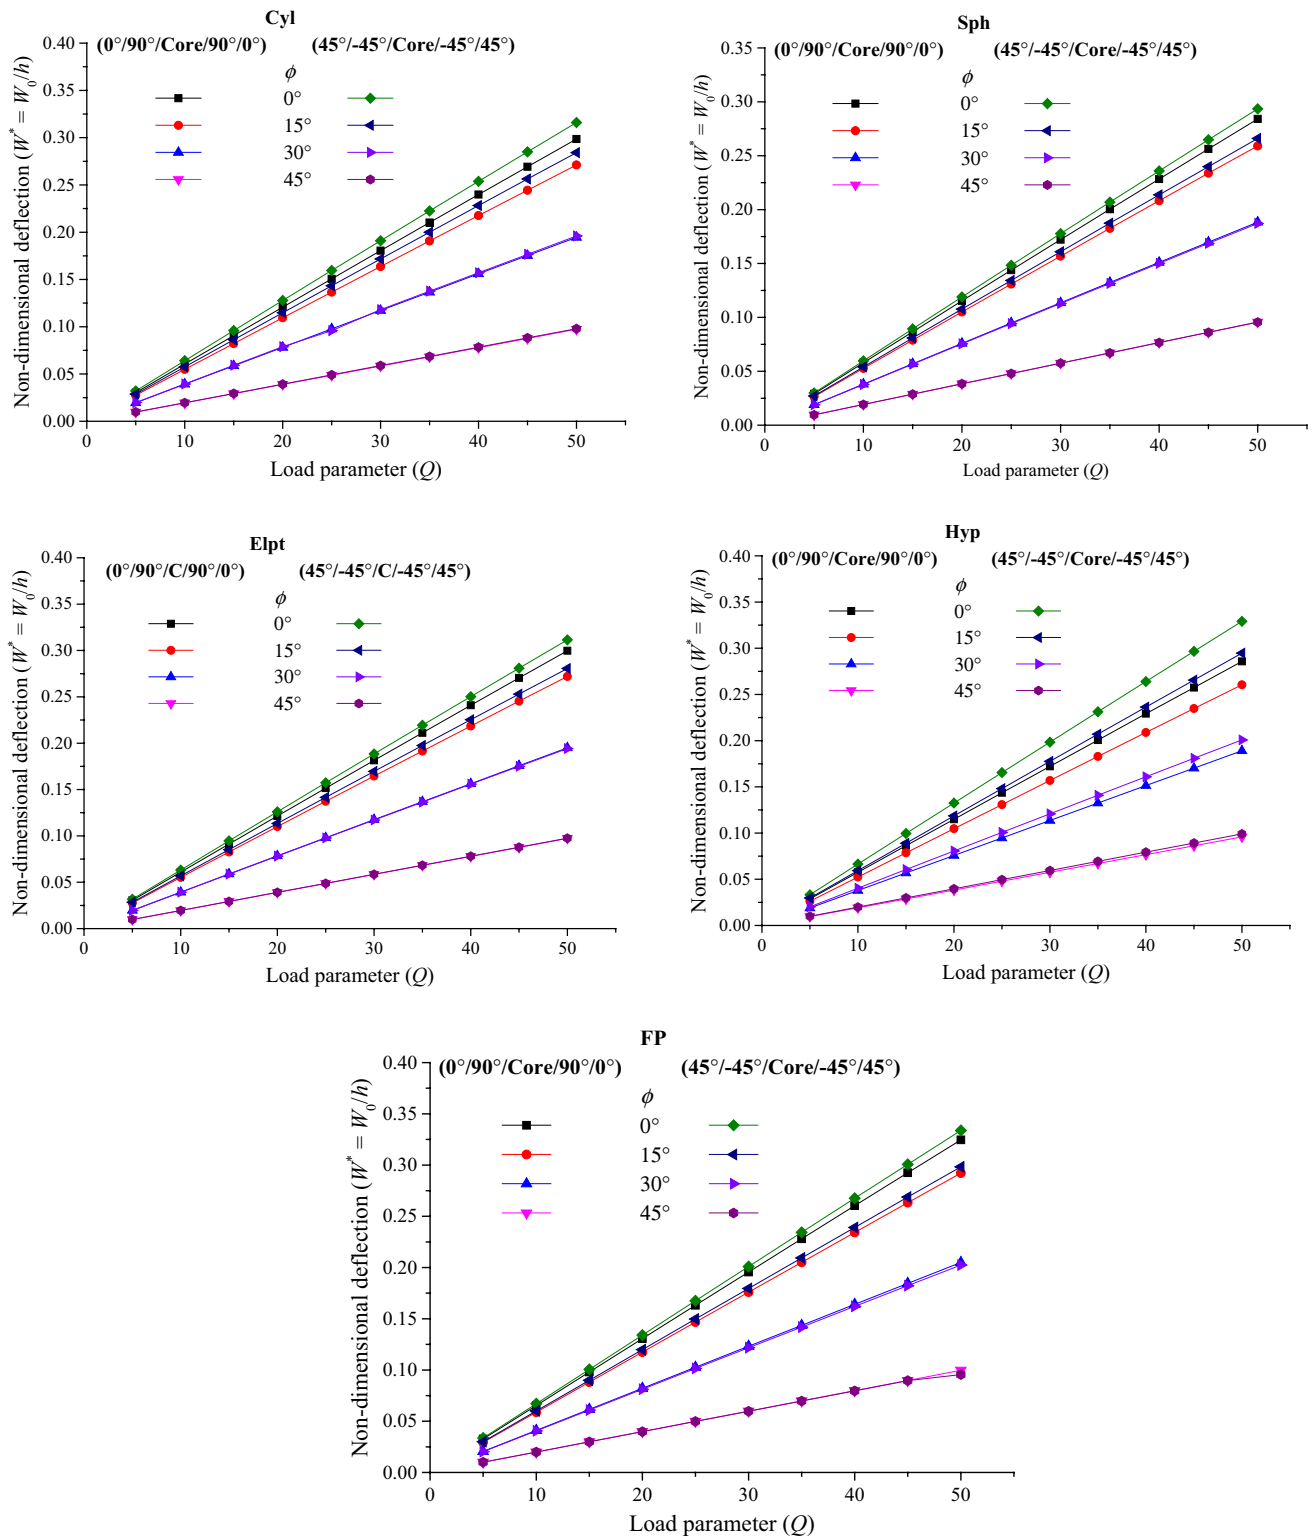 Cyl
(0°/90°/Core/90°/0°) (45°/-45°/Core/-45°/45°)
ϕ
0°
15°
30°
45°
0.40
0.35
0.30
0.25
0.20
0.15
0.10
0.05
0.00
0 10 20 30 40 50
Load parameter (Q)
Non-dimensional deflection (W* = W0/h)
Sph
(0°/90°/Core/90°/0°) (45°/-45°/Core/-45°/45°)
ϕ
0°
15°
30°
45°
0.35
0.30
0.25
0.20
0.15
0.10
0.05
0.00
0 10 20 30 40 50
Load parameter (Q)
Non-dimensional deflection (W* = W0/h)
Elpt
(0°/90°/C/90°/0°) (45°/-45°/C/-45°/45°)
ϕ
0°
15°
30°
45°
0.40
0.35
0.30
0.25
0.20
0.15
0.10
0.05
0.00
0 10 20 30 40 50
Load parameter (Q)
Non-dimensional deflection (W* = W0/h)
Hyp
(0°/90°/Core/90°/0°) (45°/-45°/Core/-45°/45°)
ϕ
0°
15°
30°
45°
0.40
0.35
0.30
0.25
0.20
0.15
0.10
0.05
0.00
0 10 20 30 40 50
Load parameter (Q)
Non-dimensional deflection (W* = W0/h)
FP
(0°/90°/Core/90°/0°) (45°/-45°/Core/-45°/45°)
ϕ
0°
15°
30°
45°
0.40
0.35
0.30
0.25
0.20
0.15
0.10
0.05
0.00
0 10 20 30 40 50
Load parameter (Q)
Non-dimensional deflection (W* = W0/h)